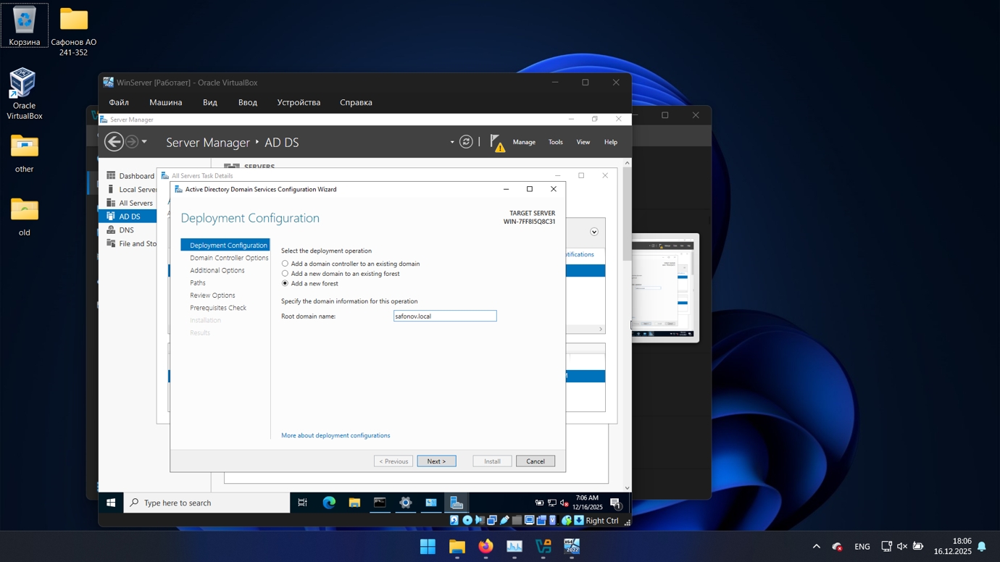 Корзина
Сафонов АО
241-352
Oracle
VirtualBox
other
old
WinServer [Работает] - Oracle VirtualBox
Файл Машина Вид Ввод Устройства Справка
Server Manager
Server Manager ‣ AD DS
Manage Tools View Help
Dashboard
Local Server
All Servers
AD DS
DNS
File and Sto
SERVERS
All Servers Task Details
Active Directory Domain Services Configuration Wizard
Deployment Configuration
TARGET SERVER
WIN-7FF8I5Q8C31
Deployment Configuration
Domain Controller Options
Additional Options
Paths
Review Options
Prerequisites Check
Installation
Results
Select the deployment operation
Add a domain controller to an existing domain
Add a new domain to an existing forest
Add a new forest
Specify the domain information for this operation
Root domain name: safonov.local
More about deployment configurations
< Previous Next > Install Cancel
tifications
Type here to search
7:06 AM
12/16/2025
1
Right Ctrl
X64
2022
ENG
18:06
16.12.2025